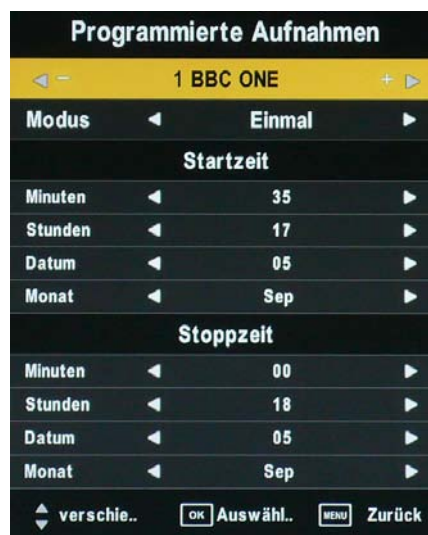 Programmierte Aufnahmen
- 1 BBC ONE +
Modus Einmal
Startzeit
Minuten 35
Stunden 17
Datum 05
Monat Sep
Stoppzeit
Minuten 00
Stunden 18
Datum 05
Monat Sep
verschie.. OK Auswähl.. MENU Zurück